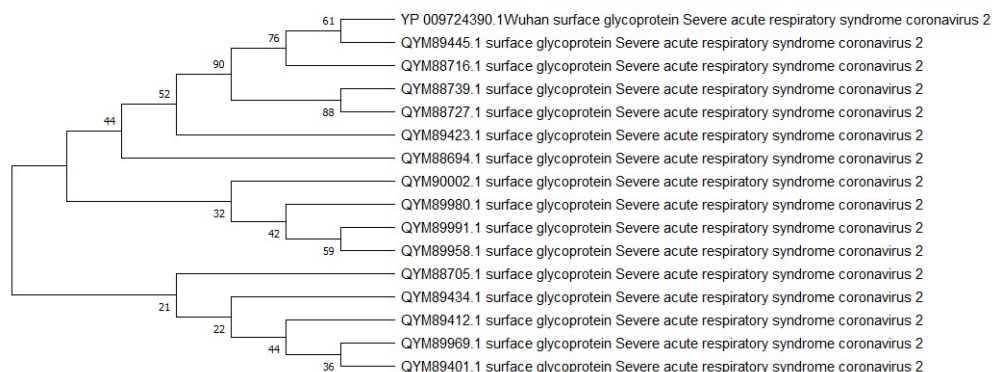 61 YP 009724390.1Wuhan surface glycoprotein Severe acute respiratory syndrome coronavirus 2
76 QYM89445.1 surface glycoprotein Severe acute respiratory syndrome coronavirus 2
90 QYM88716.1 surface glycoprotein Severe acute respiratory syndrome coronavirus 2
52 QYM88739.1 surface glycoprotein Severe acute respiratory syndrome coronavirus 2
88 QYM88727.1 surface glycoprotein Severe acute respiratory syndrome coronavirus 2
44 QYM89423.1 surface glycoprotein Severe acute respiratory syndrome coronavirus 2
QYM88694.1 surface glycoprotein Severe acute respiratory syndrome coronavirus 2
QYM90002.1 surface glycoprotein Severe acute respiratory syndrome coronavirus 2
32 QYM89980.1 surface glycoprotein Severe acute respiratory syndrome coronavirus 2
42 QYM89991.1 surface glycoprotein Severe acute respiratory syndrome coronavirus 2
59 QYM89958.1 surface glycoprotein Severe acute respiratory syndrome coronavirus 2
QYM88705.1 surface glycoprotein Severe acute respiratory syndrome coronavirus 2
21 QYM89434.1 surface glycoprotein Severe acute respiratory syndrome coronavirus 2
22 QYM89412.1 surface glycoprotein Severe acute respiratory syndrome coronavirus 2
44 QYM89969.1 surface glycoprotein Severe acute respiratory syndrome coronavirus 2
36 QYM89401.1 surface glycoprotein Severe acute respiratory syndrome coronavirus 2